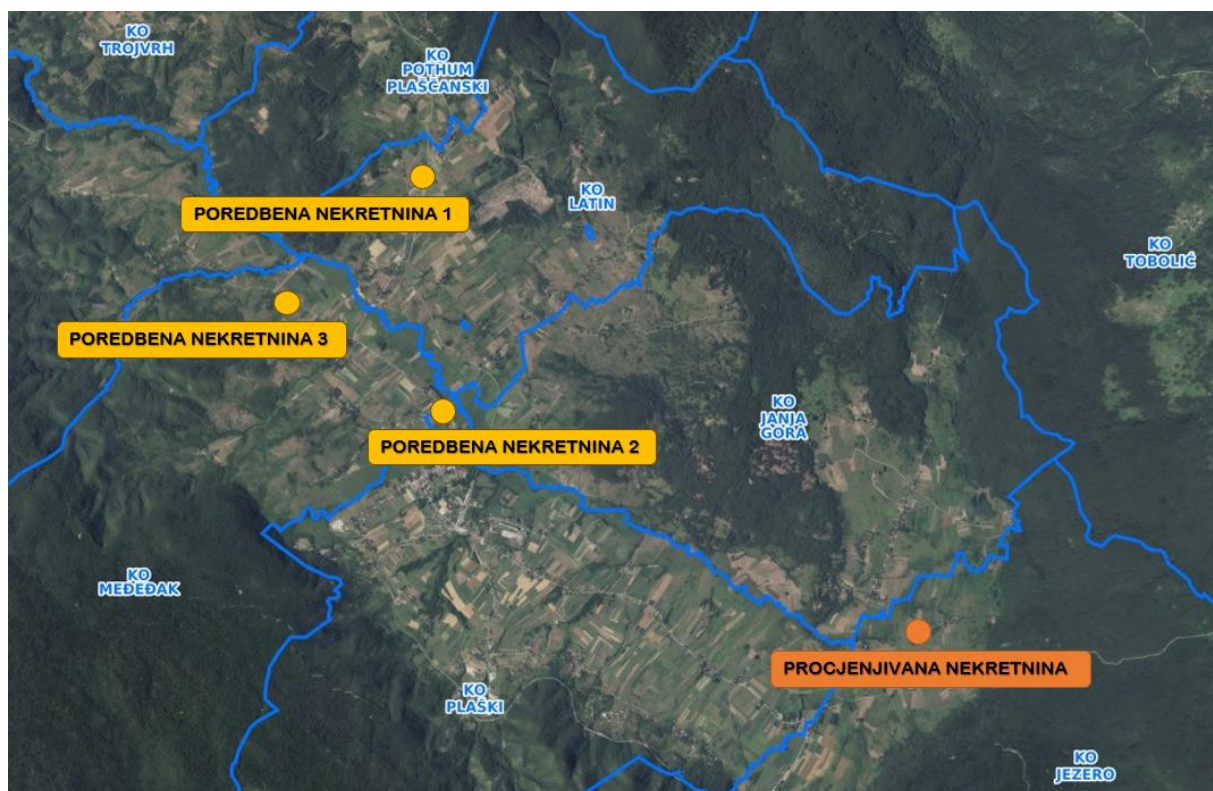 KO
TROJVRH
KO
POTHUM
PLAŠĆANSKI
POREDBENA NEKRETNINA 1
KO
LATIN
KO
TOBOLIĆ
POREDBENA NEKRETNINA 3
KO
JANJA
GORA
POREDBENA NEKRETNINA 2
KO
MEĐEĐAK
PROCJENJIVANA NEKRETNINA
KO
PLAŠKI
KO
JEZERO